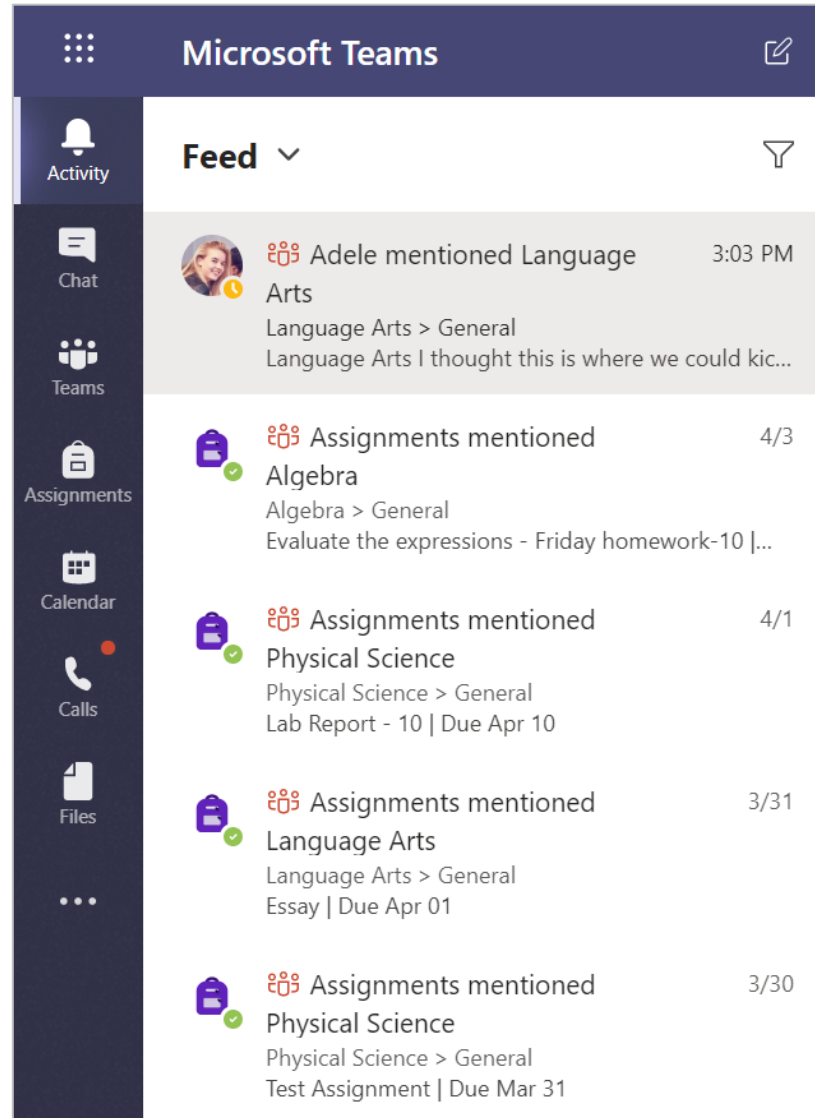 Microsoft Teams
Activity
Chat
Teams
Assignments
Calendar
Calls
Files
Feed
Adele mentioned Language 3:03 PM
Arts
Language Arts > General
Language Arts I thought this is where we could kic...
Assignments mentioned 4/3
Algebra
Algebra > General
Evaluate the expressions - Friday homework-10 |...
Assignments mentioned 4/1
Physical Science
Physical Science > General
Lab Report - 10 | Due Apr 10
Assignments mentioned 3/31
Language Arts
Language Arts > General
Essay | Due Apr 01
Assignments mentioned 3/30
Physical Science
Physical Science > General
Test Assignment | Due Mar 31